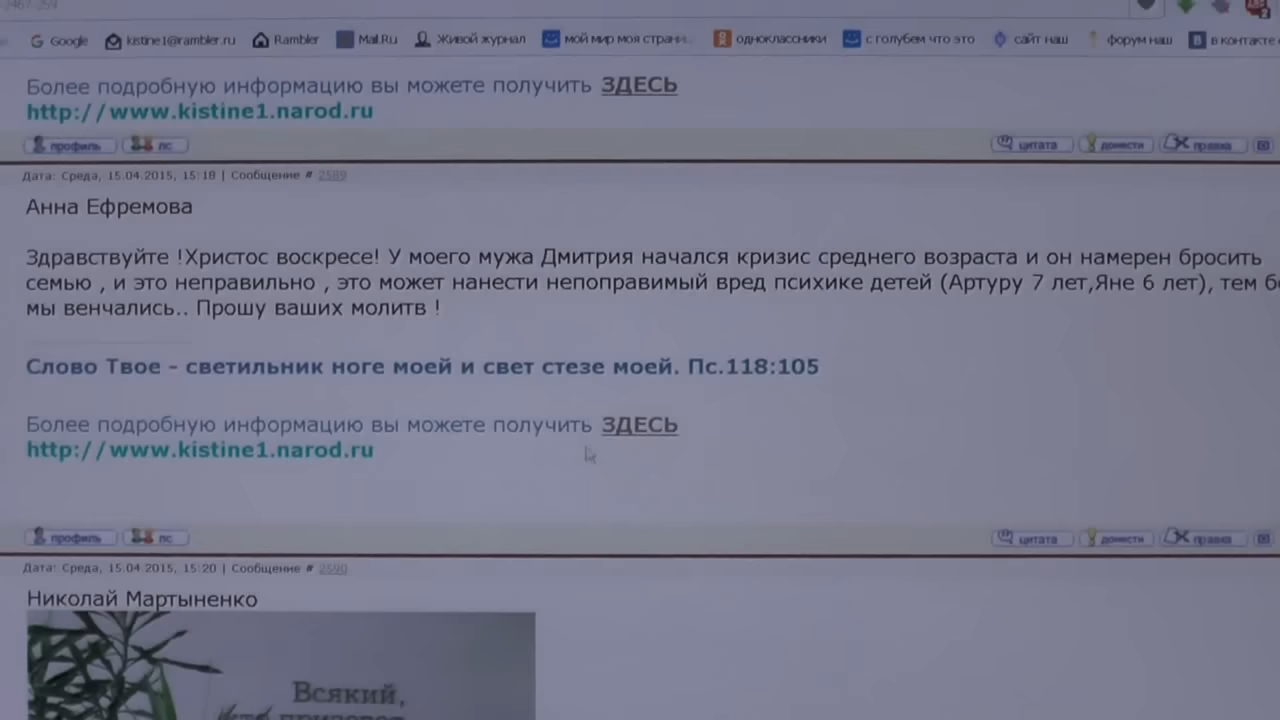 Google kistine1@rambler.ru Rambler Mail.Ru Живой журнал мой мир моя страни... одноклассники с голубем что это сайт наш форум наш в контакте
Более подробную информацию вы можете получить ЗДЕСЬ
http://www.kistine1.narod.ru
профиль пс цитата донести правка
Дата: Среда, 15.04.2015, 15:18 | Сообщение # 2589
Анна Ефремова
Здравствуйте !Христос воскресе! У моего мужа Дмитрия начался кризис среднего возраста и он намерен бросить
семью , и это неправильно , это может нанести непоправимый вред психике детей (Артуру 7 лет,Яне 6 лет), тем
мы венчались.. Прошу ваших молитв !
Слово Твое - светильник ноге моей и свет стезе моей. Пс.118:105
Более подробную информацию вы можете получить ЗДЕСЬ
http://www.kistine1.narod.ru
профиль пс цитата донести правка
Дата: Среда, 15.04.2015, 15:20 | Сообщение # 2590
Николай Мартыненко
Всякий,